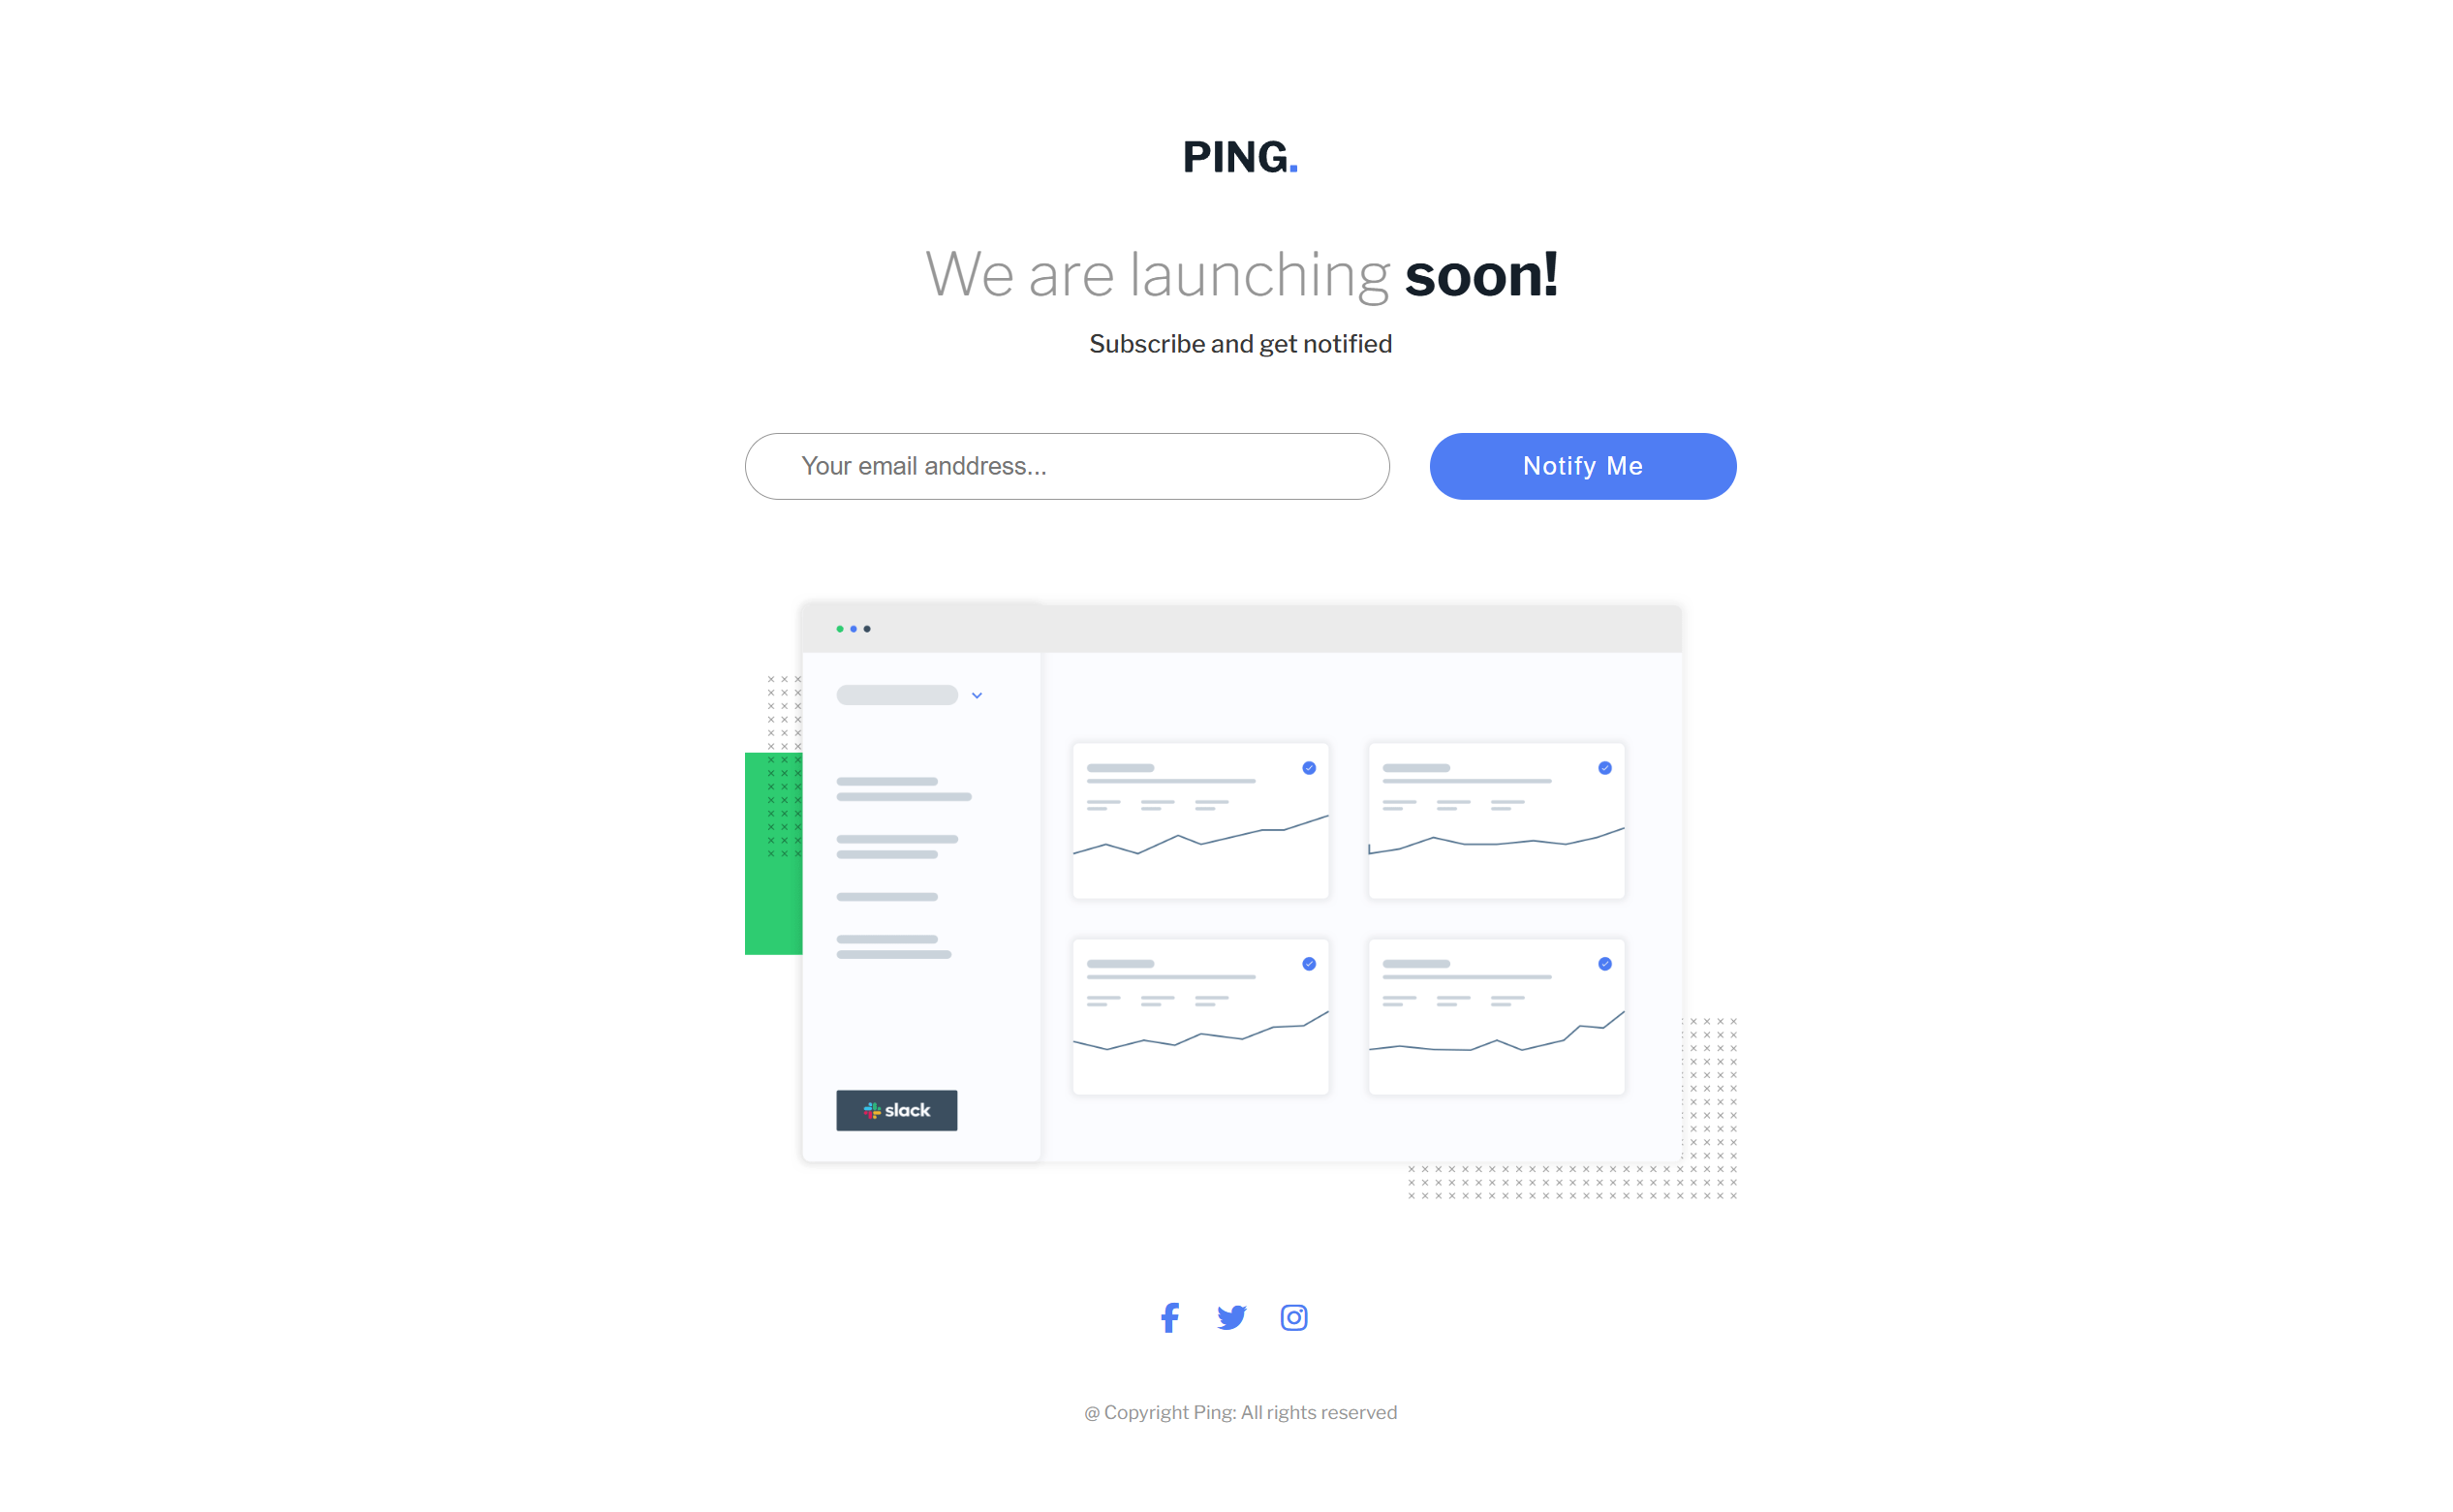 PING.
We are launching soon!
Subscribe and get notified
Your email anddress...
Notify Me
slack
@ Copyright Ping: All rights reserved